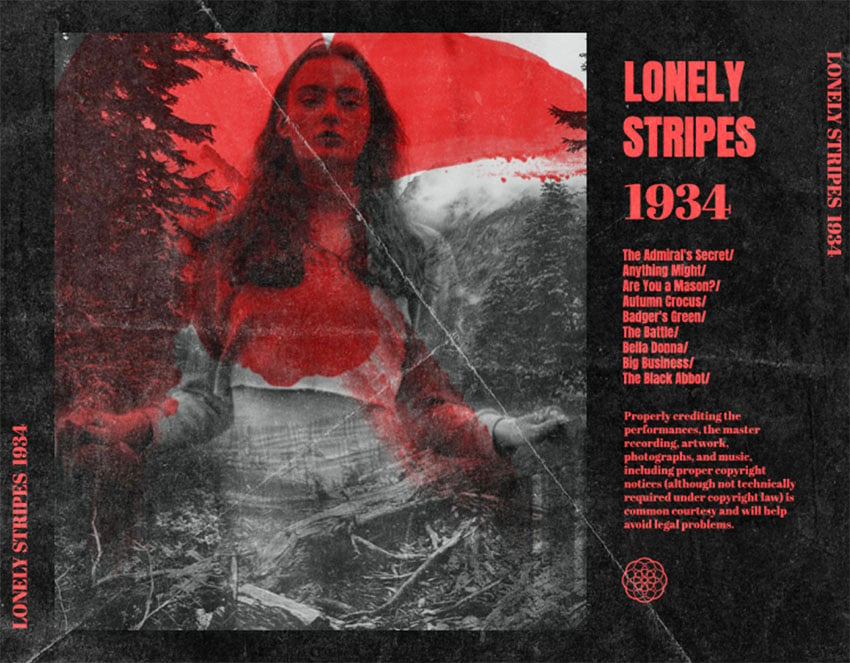 LONELY
STRIPES
1934
The Admiral's Secret/
Anything Might/
Are You a Mason?/
Autumn Crocus/
Badger's Green/
The Battle/
Bella Donna/
Big Business/
The Black Abbot/
Properly crediting the
performances, the master
recording, artwork,
photographs, and music,
including proper copyright
notices (although not technically
required under copyright law) is
common courtesy and will help
avoid legal problems.
LONELY STRIPES 1934
LONELY STRIPES 1934